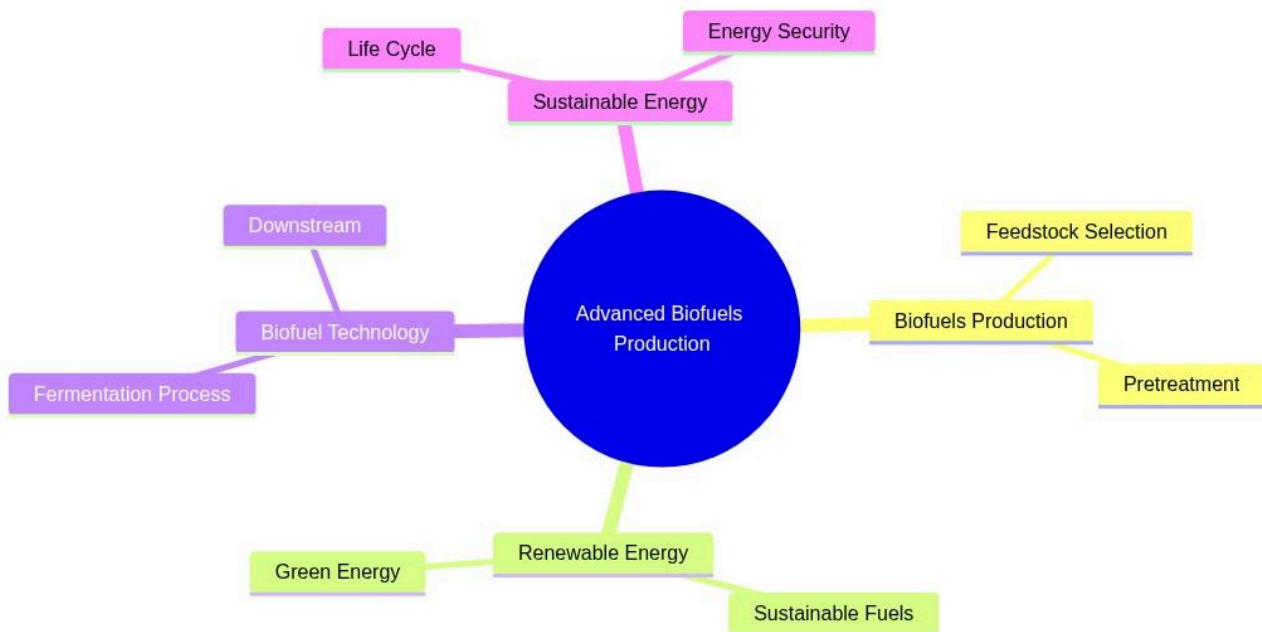 Energy Security
Life Cycle
Sustainable Energy
Downstream
Feedstock Selection
Advanced Biofuels
Production
Biofuels Production
Biofuel Technology
Pretreatment
Fermentation Process
Renewable Energy
Green Energy
Sustainable Fuels